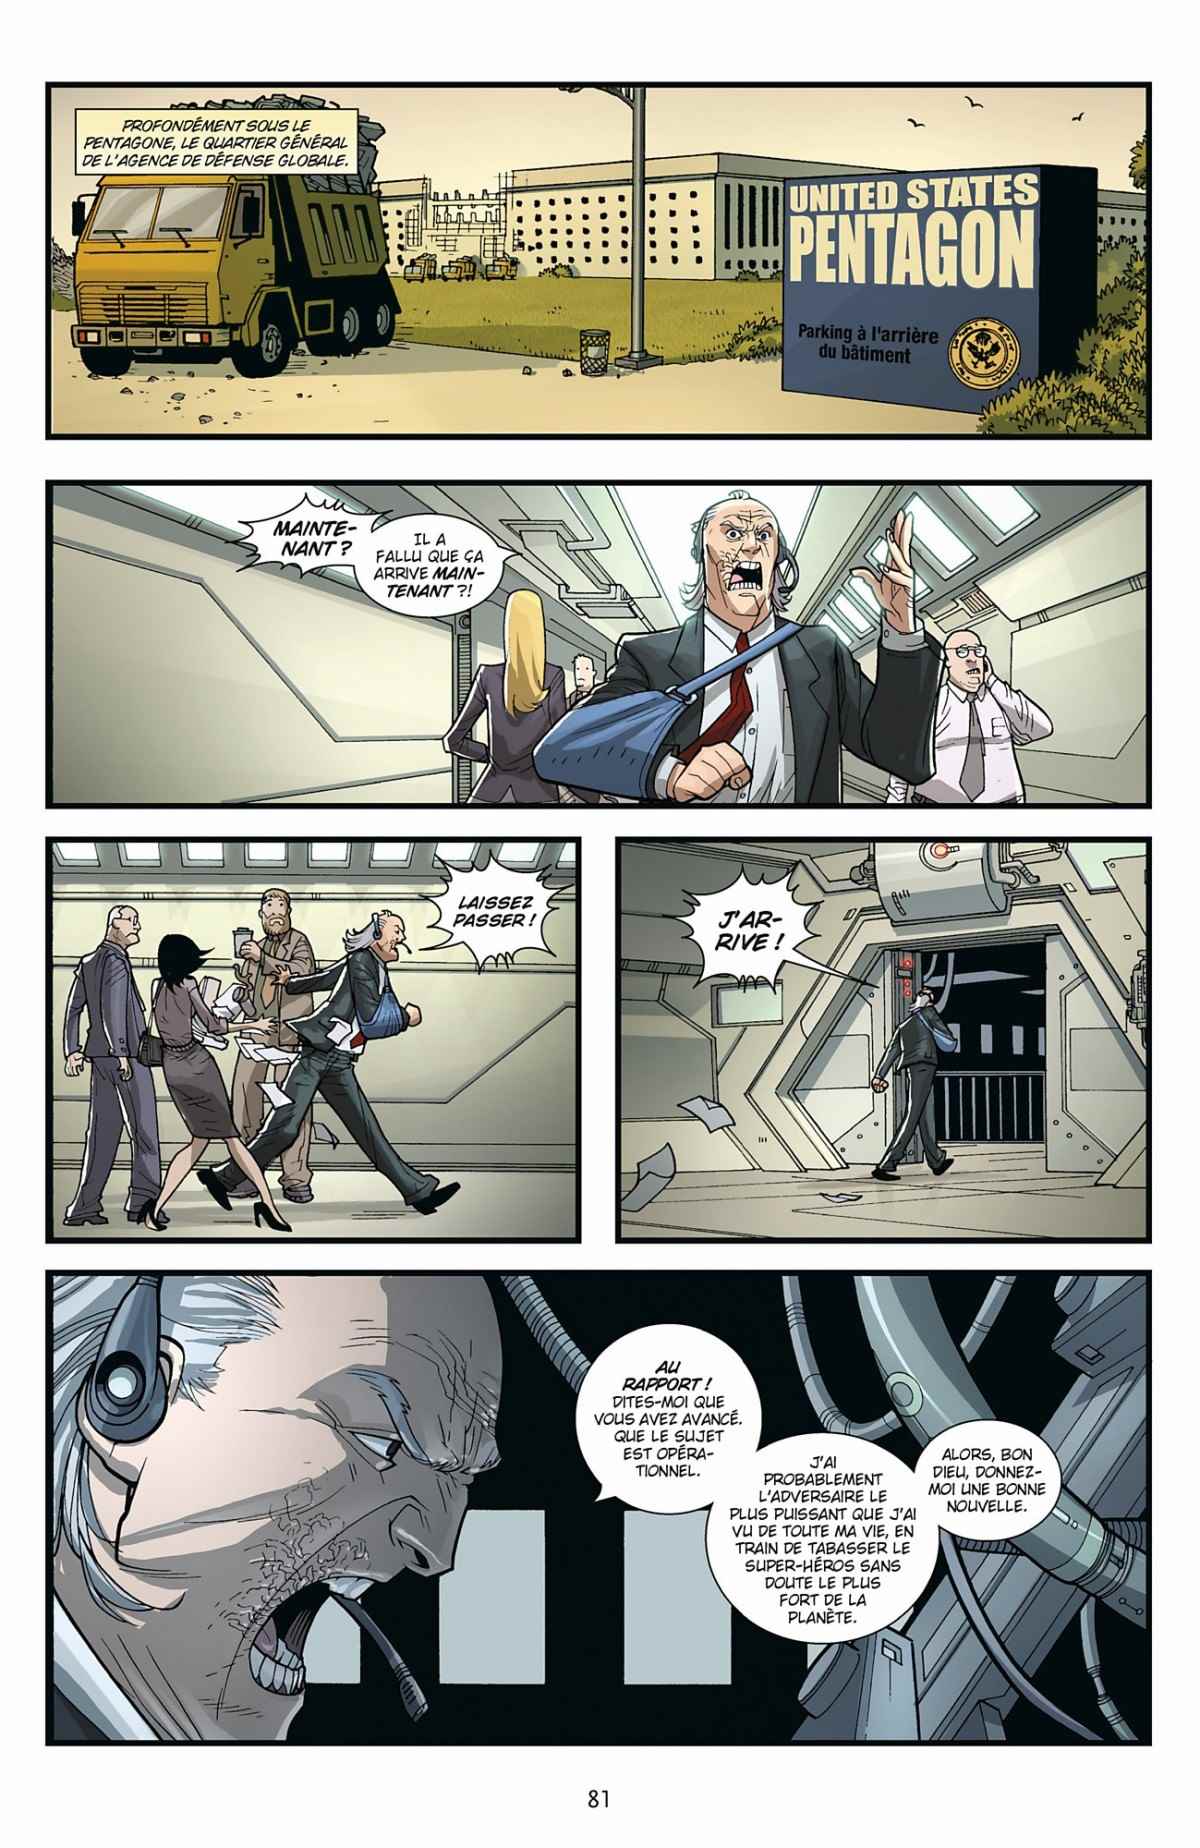 PROFONDÉMENT SOUS LE
PENTAGONE, LE QUARTIER GÉNÉRAL
DE L'AGENCE DE DÉFENSE GLOBALE.
UNITED STATES
PENTAGON
Parking à l'arrière
du bâtiment
MAINTE-
NANT ?
IL A
FALLU QUE ÇA
ARRIVE MAIN-
TENANT ?!
LAISSEZ
PASSER !
J'AR-
RIVE !
AU
RAPPORT !
DITES-MOI QUE
VOUS AVEZ AVANCÉ.
QUE LE SUJET
EST OPÉRA-
TIONNEL.
J'AI
PROBABLEMENT
L'ADVERSAIRE LE
PLUS PUISSANT QUE J'AI
VU DE TOUTE MA VIE, EN
TRAIN DE TABASSER LE
SUPER-HÉROS SANS
DOUTE LE PLUS
FORT DE LA
PLANÈTE.
ALORS, BON
DIEU, DONNEZ-
MOI UNE BONNE
NOUVELLE.
81